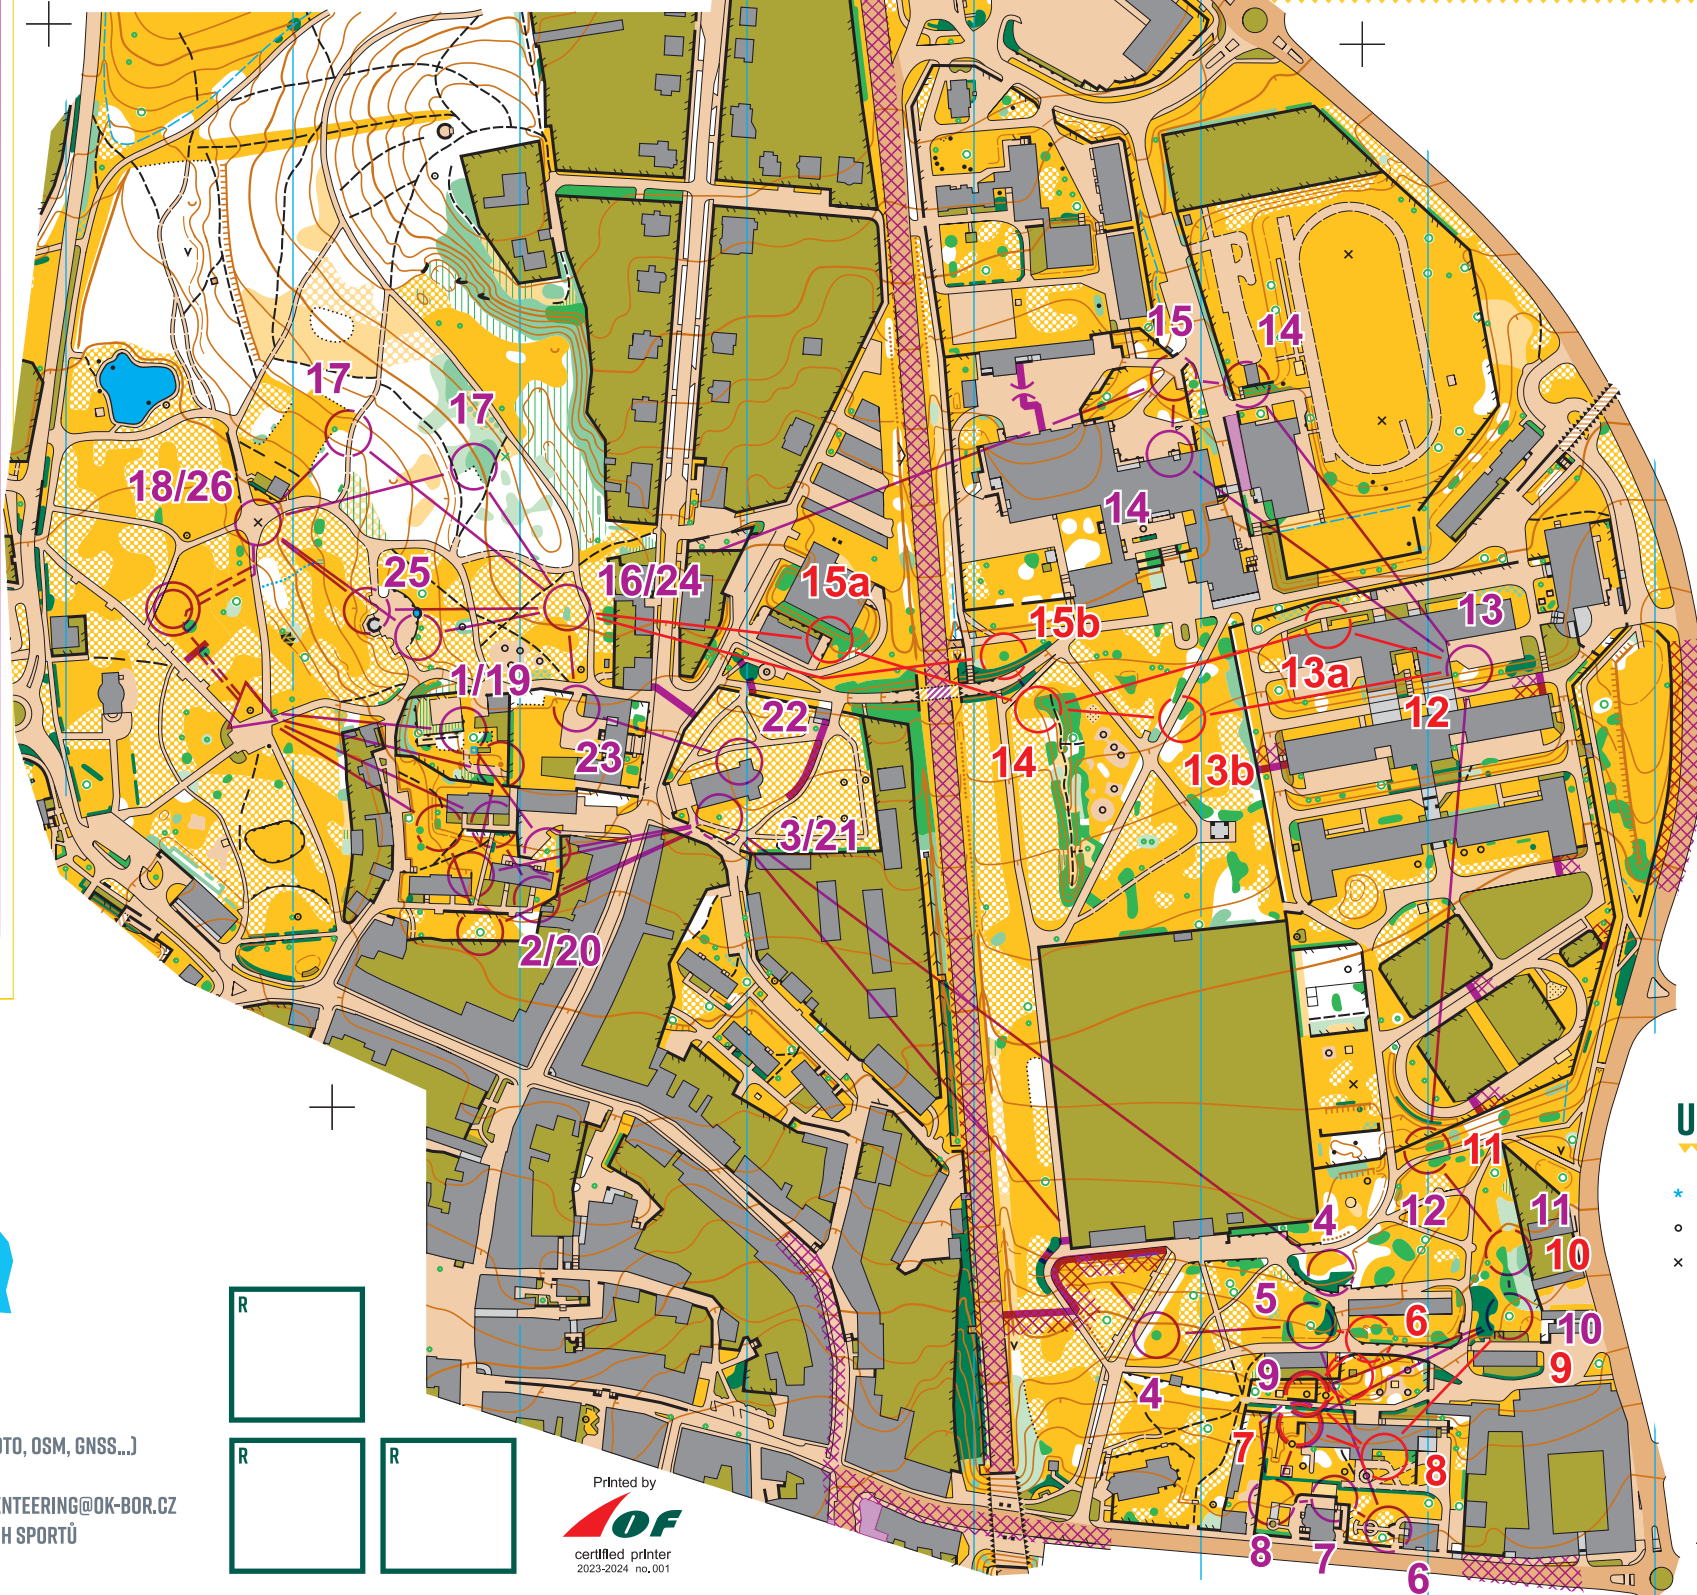 15
14
17
17
18/26
14
25
16/24
15a
13
15b
1/19
13a
12
22
23
14
13b
3/21
2/20
U
11
4
12
11
10
5
6
10
9
9
4
7
8
8
7
6
R
R
R
OTO, OSM, GNSS...)
ENTEERING@OK-BOR.CZ
H SPORTŮ
Printed by
OF
certified printer
2023-2024 no.001